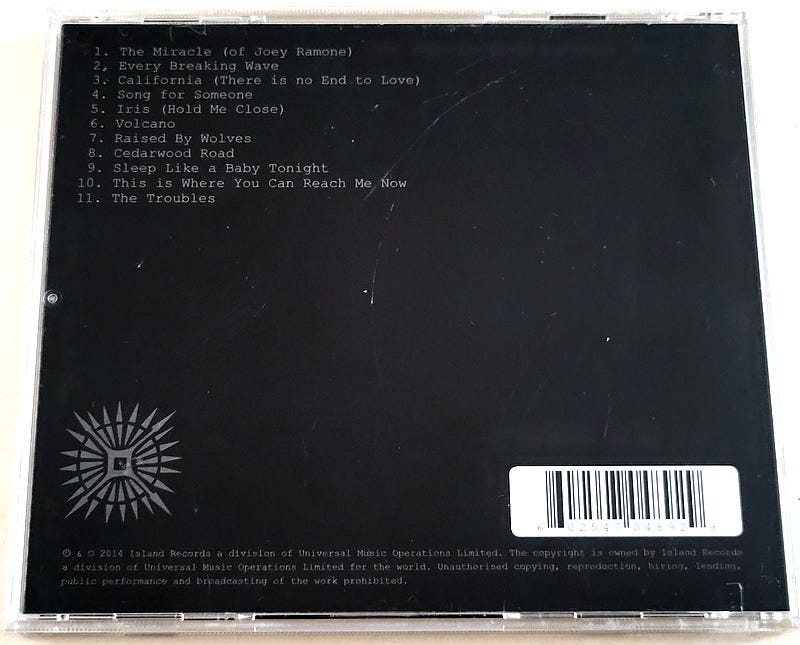 1. The Miracle (of Joey Ramone)
2, Every Breaking Wave
3. California (There is no End to Love)
4. Song for Someone
5. Iris (Hold Me Close)
6. Volcano
7. Raised By Wolves
8. Cedarwood Road
9. Sleep Like a Baby Tonight
10. This is Where You Can Reach Me Now
11. The Troubles
6 02547 04892 9
℗ & © 2014 Island Records a division of Universal Music Operations Limited. The copyright is owned by Island Records
a division of Universal Music Operations Limited for the world. Unauthorised copying, reproduction, hiring, lending,
public performance and broadcasting of the work prohibited.